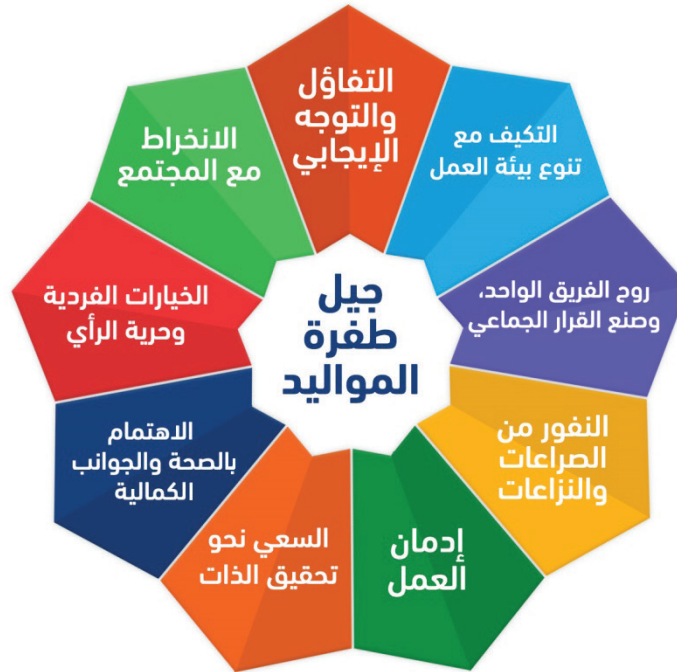 جيل
طفرة
المواليد
التفاؤل
والتوجه
الإيجابي
التكيف مع
تنوع بيئة العمل
روح الفريق الواحد،
وصنع القرار الجماعي
النفور من
الصراعات
والنزاعات
إدمان
العمل
السعي نحو
تحقيق الذات
الاهتمام
بالصحة والجوانب
الكمالية
الخيارات الفردية
وحرية الرأي
الانخراط
مع المجتمع